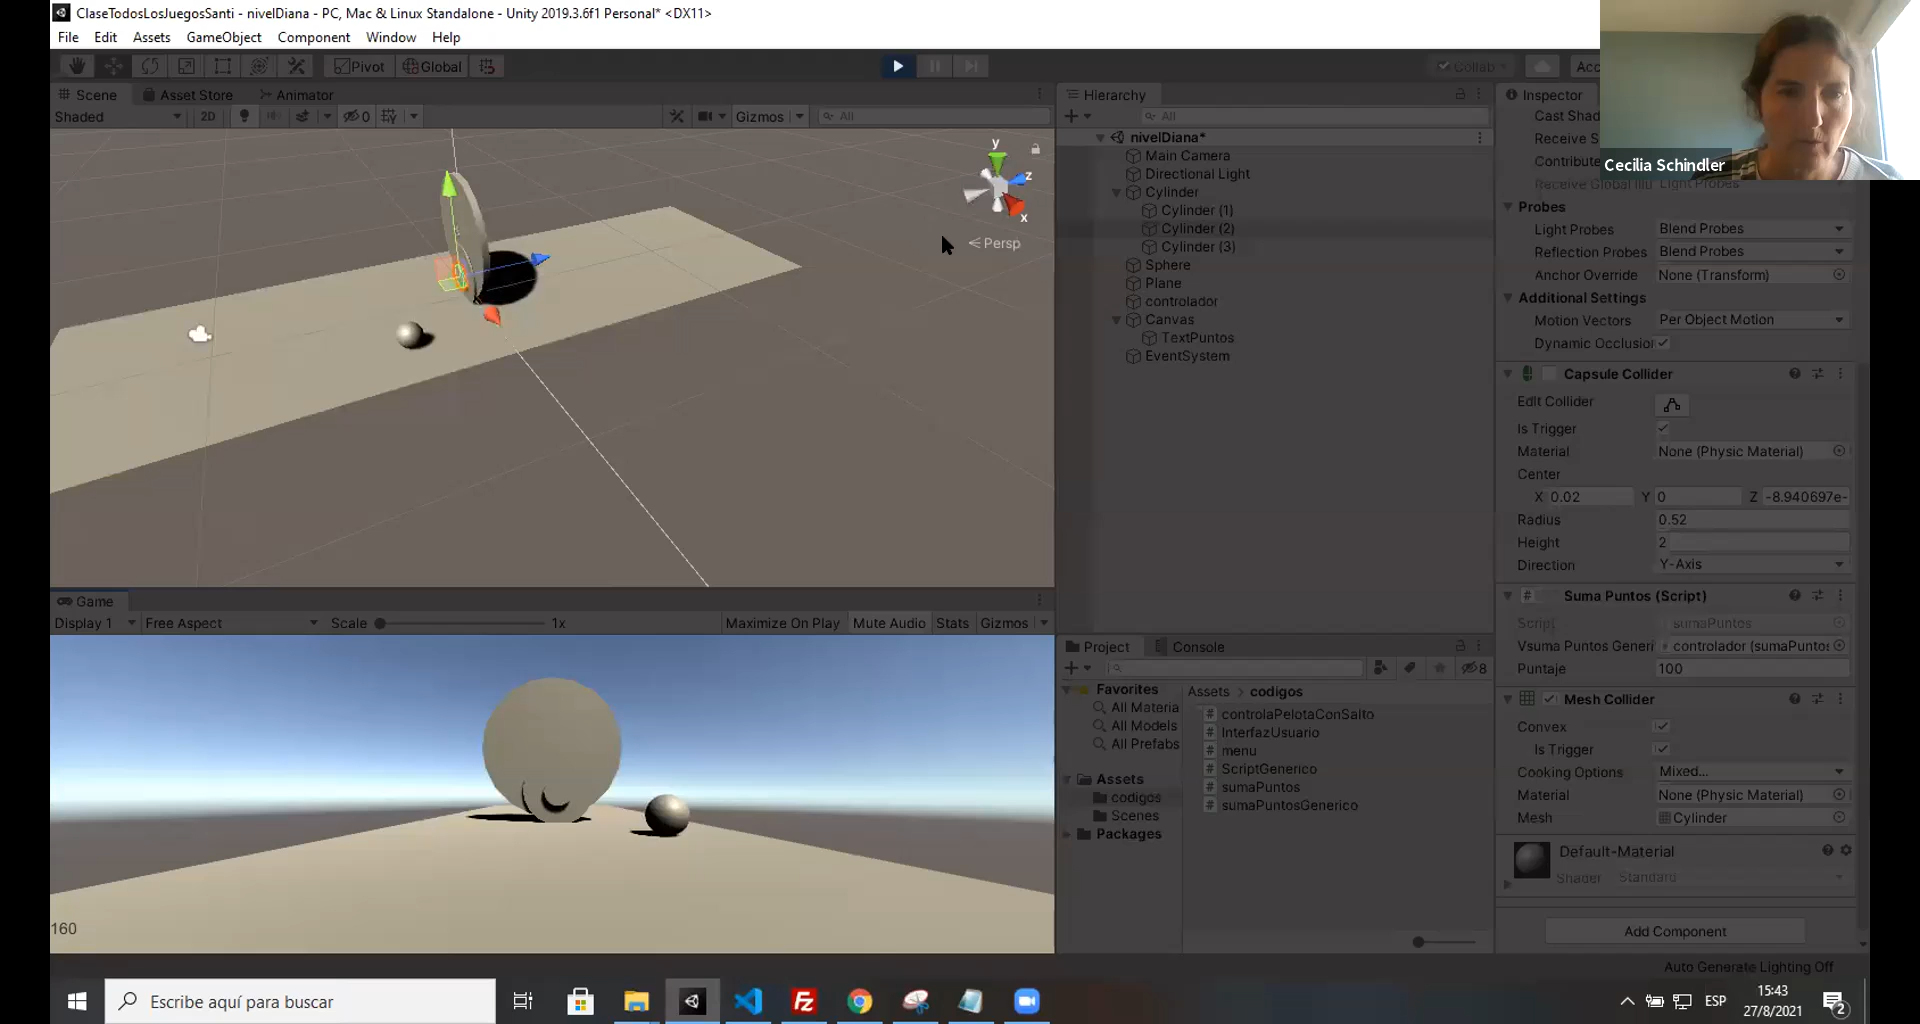 ClaseTodosLosJuegosSanti - nivelDiana - PC, Mac & Linux Standalone - Unity 2019.3.6f1 Personal* <DX11>
File Edit Assets GameObject Component Window Help
Pivot Global Collab
Scene Asset Store Animator
Shaded 2D 0 Gizmos All
y
z
x
Persp
Hierarchy
All
nivelDiana*
Main Camera
Directional Light
Cylinder
Cylinder (1)
Cylinder (2)
Cylinder (3)
Sphere
Plane
controlador
Canvas
TextPuntos
EventSystem
Inspector
Cast Shad
Receive S
Contribute
Receive Global Illu Light Probes
Cecilia Schindler
Probes
Light Probes Blend Probes
Reflection Probes Blend Probes
Anchor Override None (Transform)
Additional Settings
Motion Vectors Per Object Motion
Dynamic Occlusion
Capsule Collider
Edit Collider
Is Trigger
Material None (Physic Material)
Center
X 0.02 Y 0 Z -8.940697e-
Radius 0.52
Height 2
Direction Y-Axis
# Suma Puntos (Script)
Script sumaPuntos
Vsuma Puntos Generi controlador (sumaPuntos
Puntaje 100
Mesh Collider
Convex
Is Trigger
Cooking Options Mixed...
Material None (Physic Material)
Mesh Cylinder
Default-Material
Shader Standard
Add Component
Auto Generate Lighting Off
Game
Display 1 Free Aspect Scale 1x Maximize On Play Mute Audio Stats Gizmos
160
Project Console
8
Favorites
All Materia
All Models
All Prefabs
Assets
codigos
Scenes
Packages
Assets > codigos
# controlaPelotaConSalto
# InterfazUsuario
# menu
# ScriptGenerico
# sumaPuntos
# sumaPuntosGenerico
Escribe aquí para buscar
ESP
15:43
27/8/2021
2